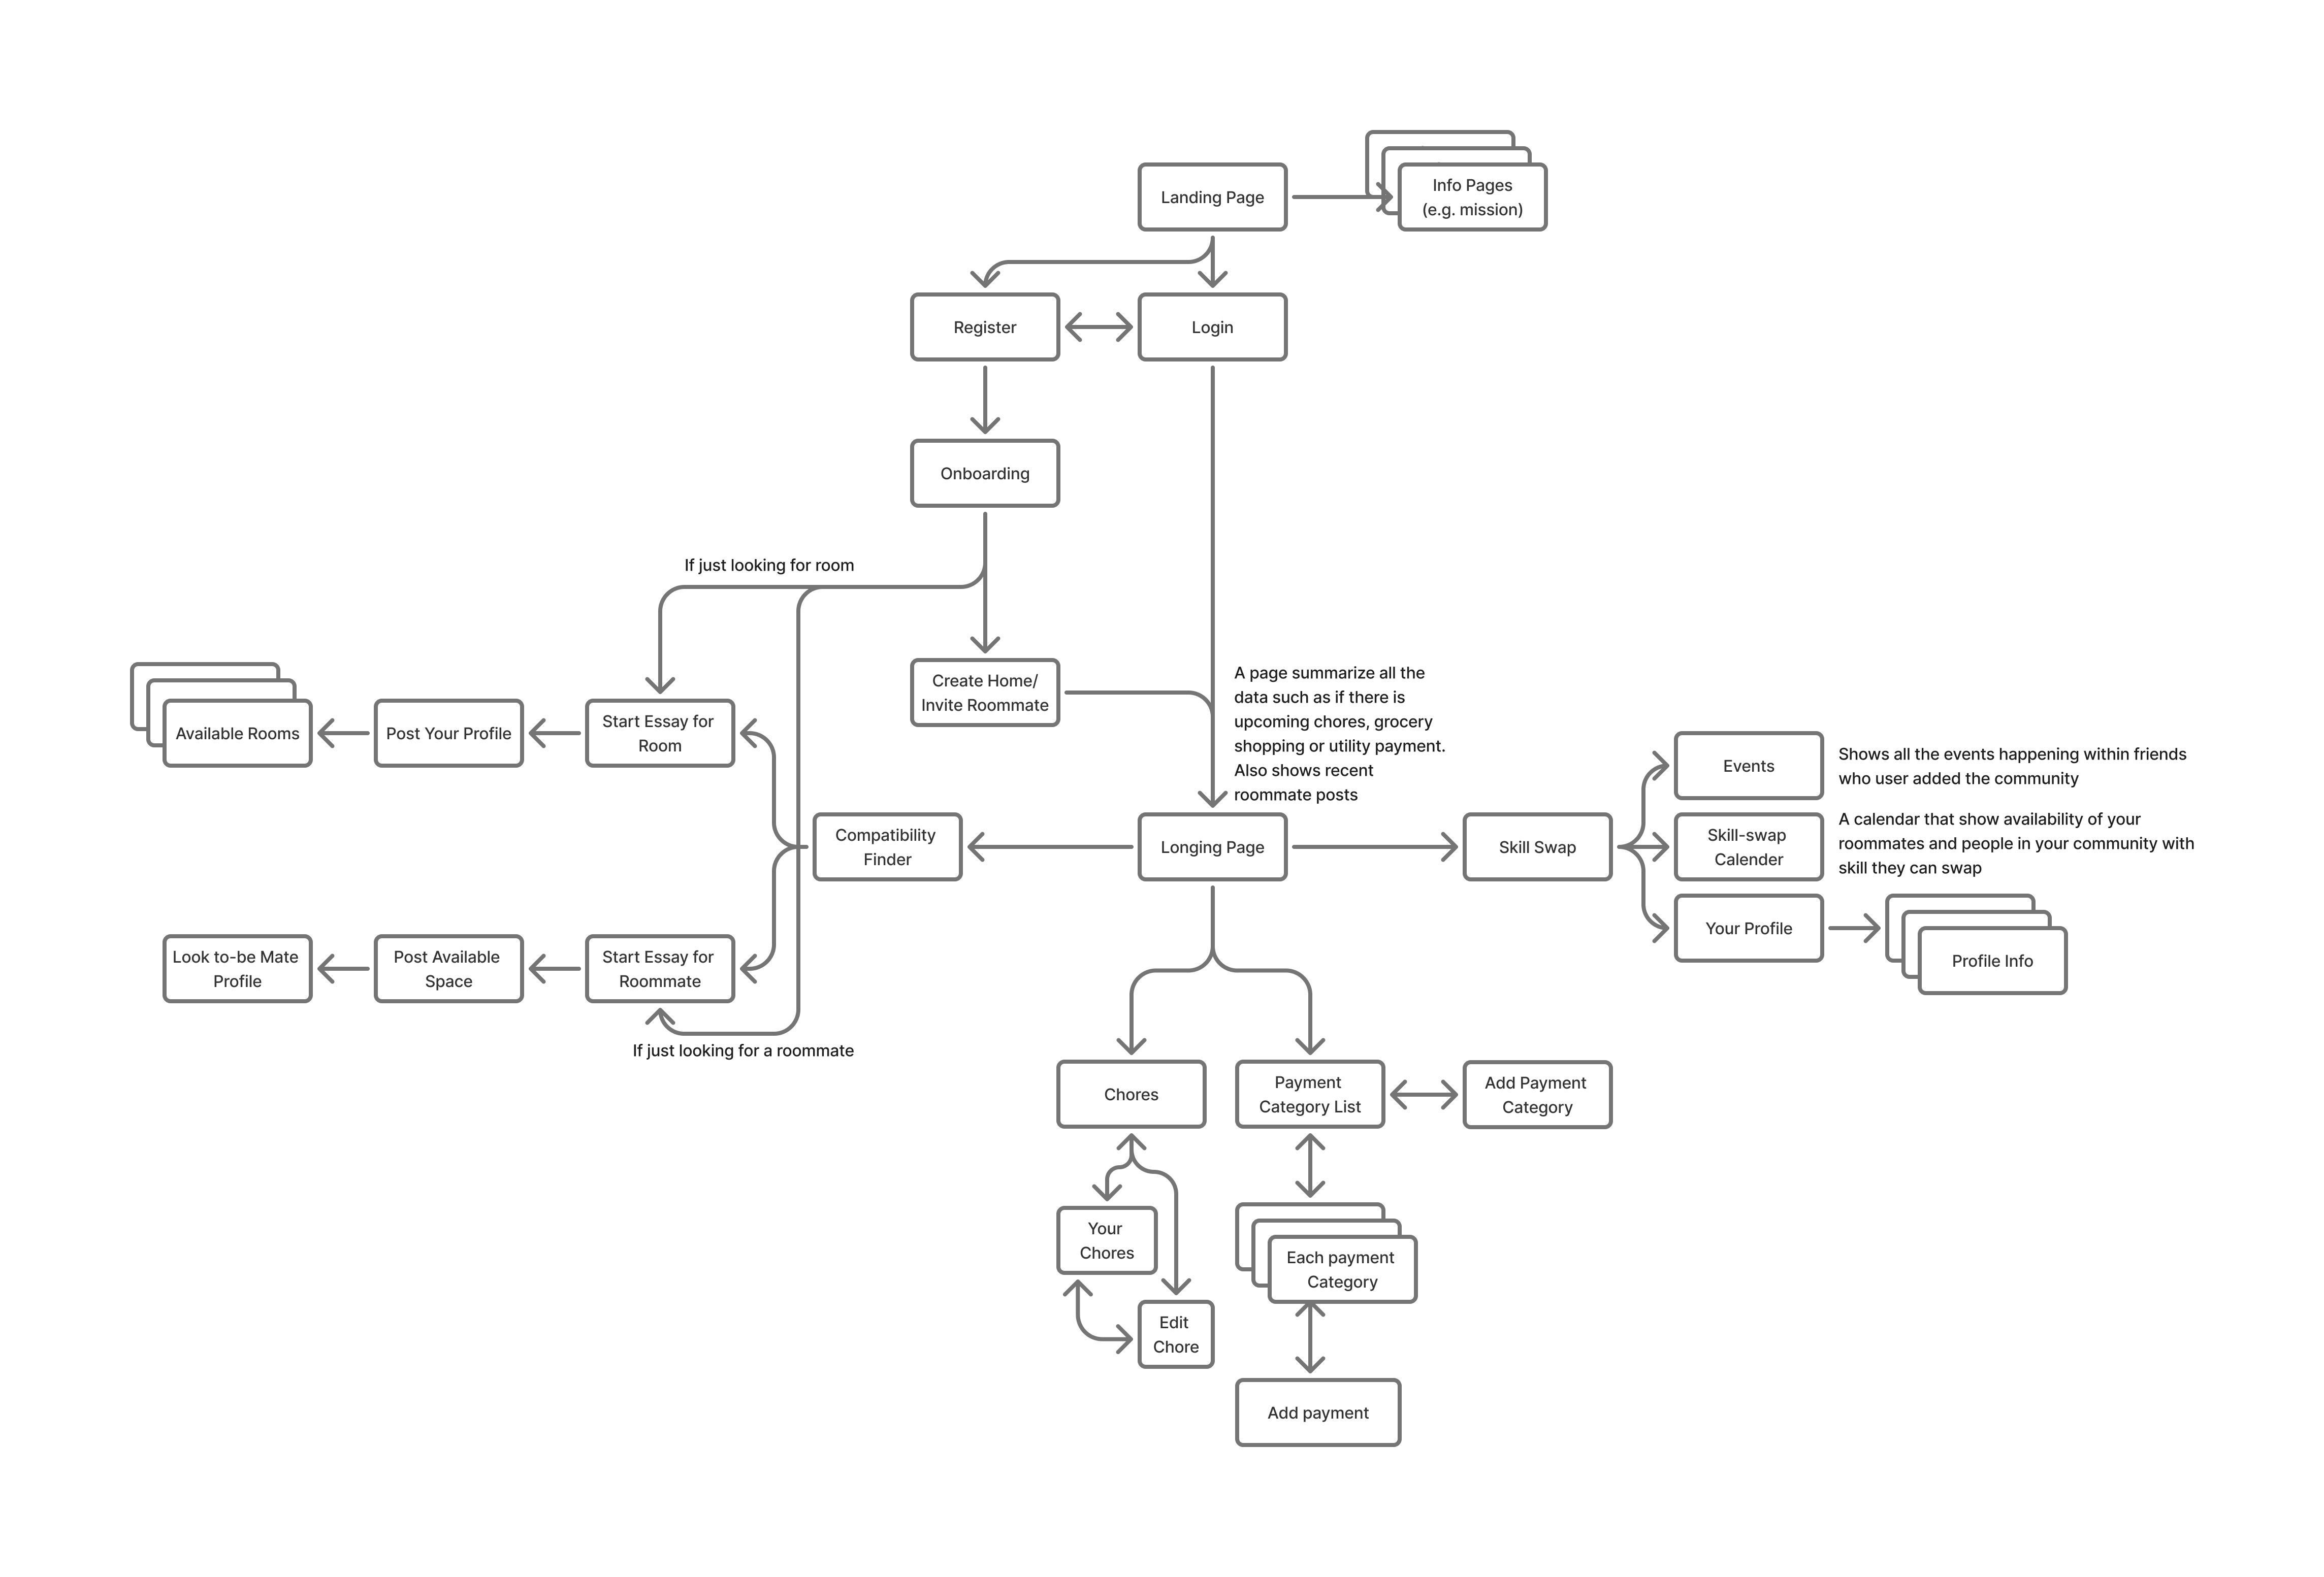 Landing Page
Info Pages
(e.g. mission)
Register
Login
Onboarding
If just looking for room
Create Home/
Invite Roommate
A page summarize all the
data such as if there is
upcoming chores, grocery
shopping or utility payment.
Also shows recent
roommate posts
Available Rooms
Post Your Profile
Start Essay for
Room
Events
Shows all the events happening within friends
who user added the community
Compatibility
Finder
Longing Page
Skill Swap
Skill-swap
Calender
A calendar that show availability of your
roommates and people in your community with
skill they can swap
Your Profile
Profile Info
Look to-be Mate
Profile
Post Available
Space
Start Essay for
Roommate
If just looking for a roommate
Chores
Payment
Category List
Add Payment
Category
Your
Chores
Each payment
Category
Edit
Chore
Add payment